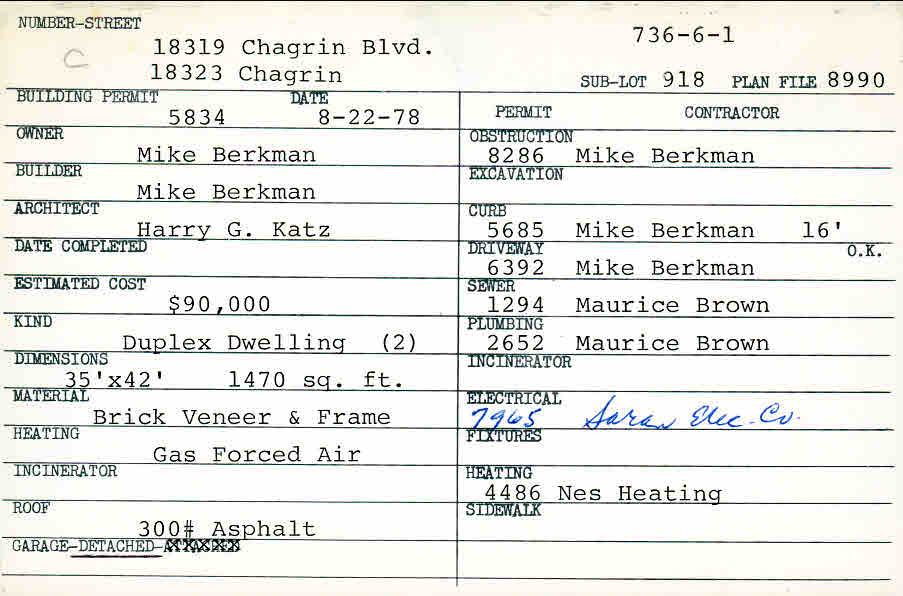 NUMBER-STREET
18319 Chagrin Blvd.
736-6-1
C
18323 Chagrin
SUB-LOT 918 PLAN FILE 8990
BUILDING PERMIT DATE
5834 8-22-78
PERMIT CONTRACTOR
OWNER
Mike Berkman
OBSTRUCTION
8286 Mike Berkman
BUILDER
Mike Berkman
EXCAVATION
ARCHITECT
Harry G. Katz
CURB
5685 Mike Berkman 16'
DATE COMPLETED
DRIVEWAY O.K.
6392 Mike Berkman
ESTIMATED COST
$90,000
SEWER
1294 Maurice Brown
KIND
Duplex Dwelling (2)
PLUMBING
2652 Maurice Brown
DIMENSIONS
35'x42' 1470 sq. ft.
INCINERATOR
MATERIAL
Brick Veneer & Frame
ELECTRICAL
7965 Saran Elec. Co.
HEATING
Gas Forced Air
FIXTURES
INCINERATOR
HEATING
4486 Nes Heating
ROOF
300# Asphalt
SIDEWALK
GARAGE-DETACHED-ATTACHED